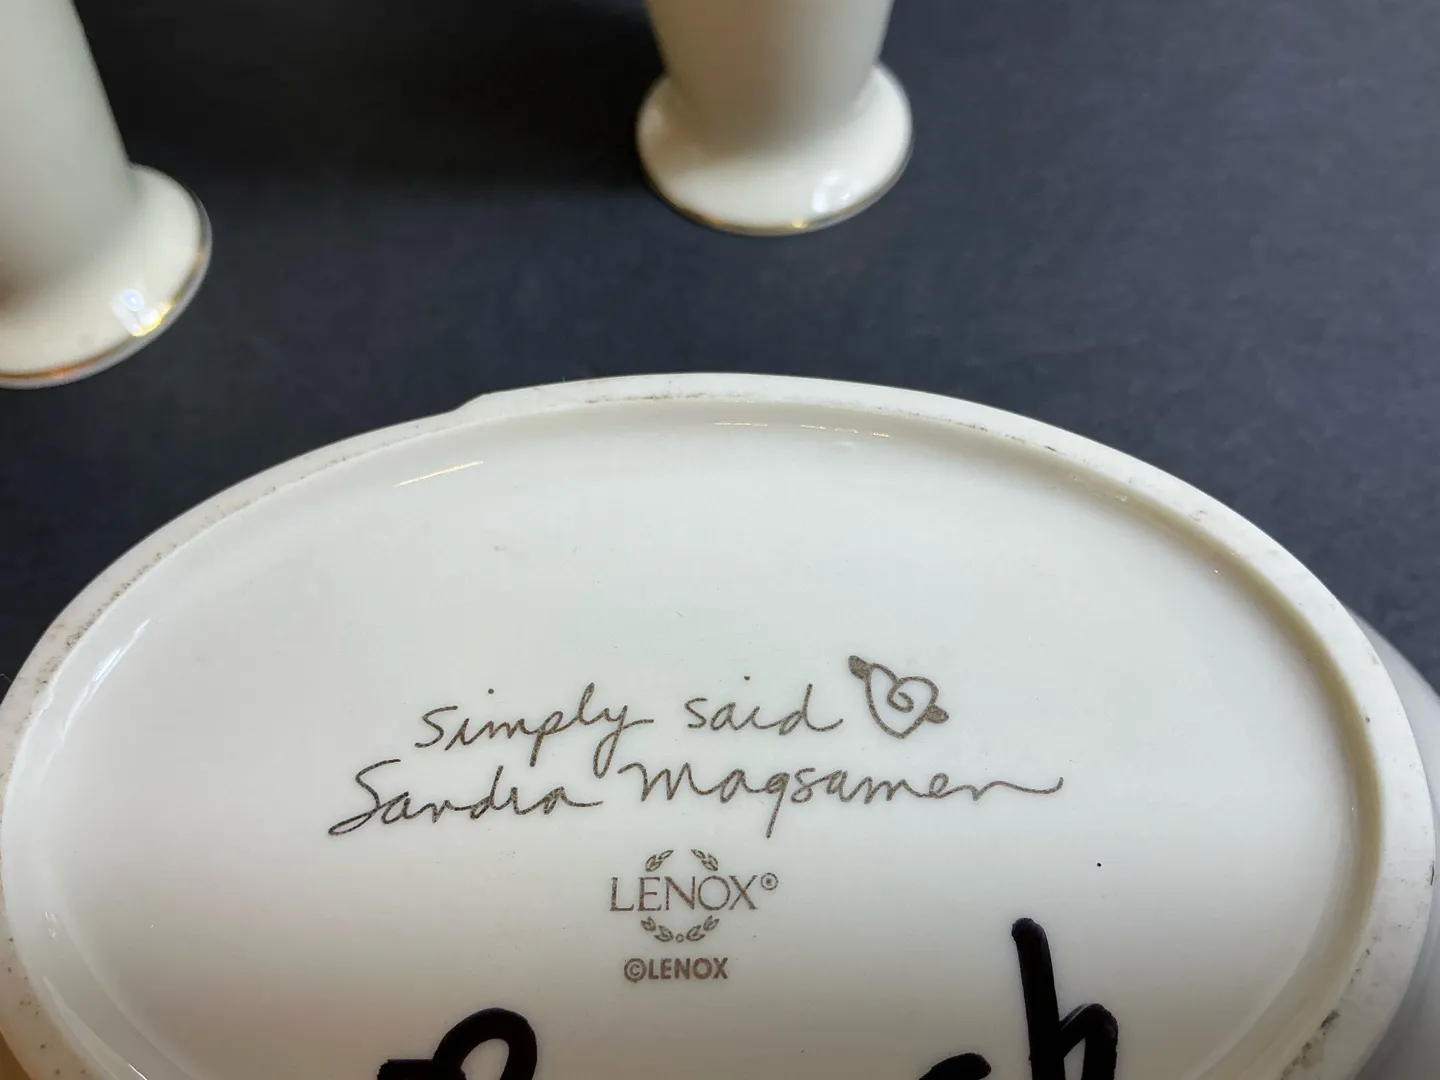 simply said
Sandra Magsamen
LENOX®
©LENOX